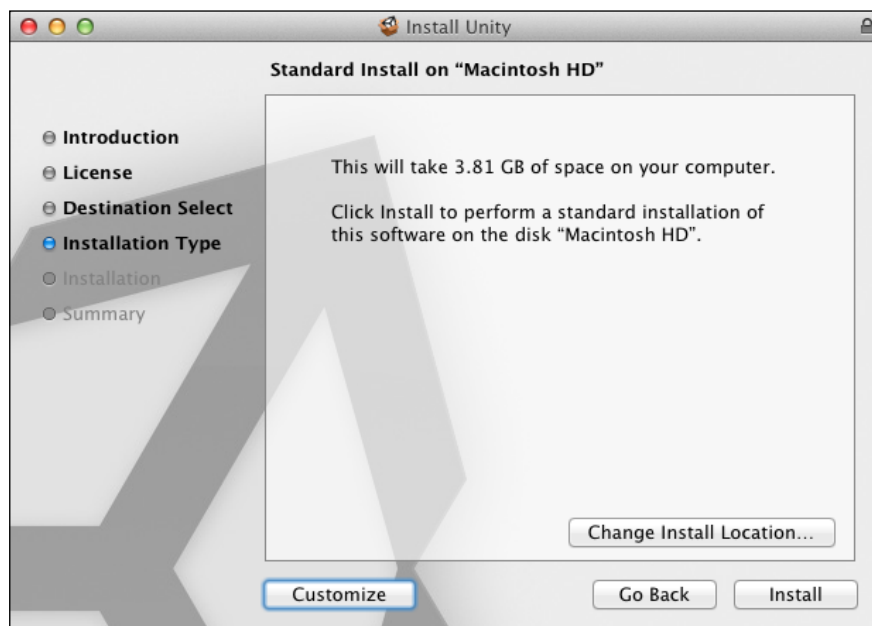 Install Unity
Standard Install on “Macintosh HD”
Introduction
License
Destination Select
Installation Type
Installation
Summary
This will take 3.81 GB of space on your computer.
Click Install to perform a standard installation of
this software on the disk “Macintosh HD”.
Change Install Location...
Customize
Go Back
Install